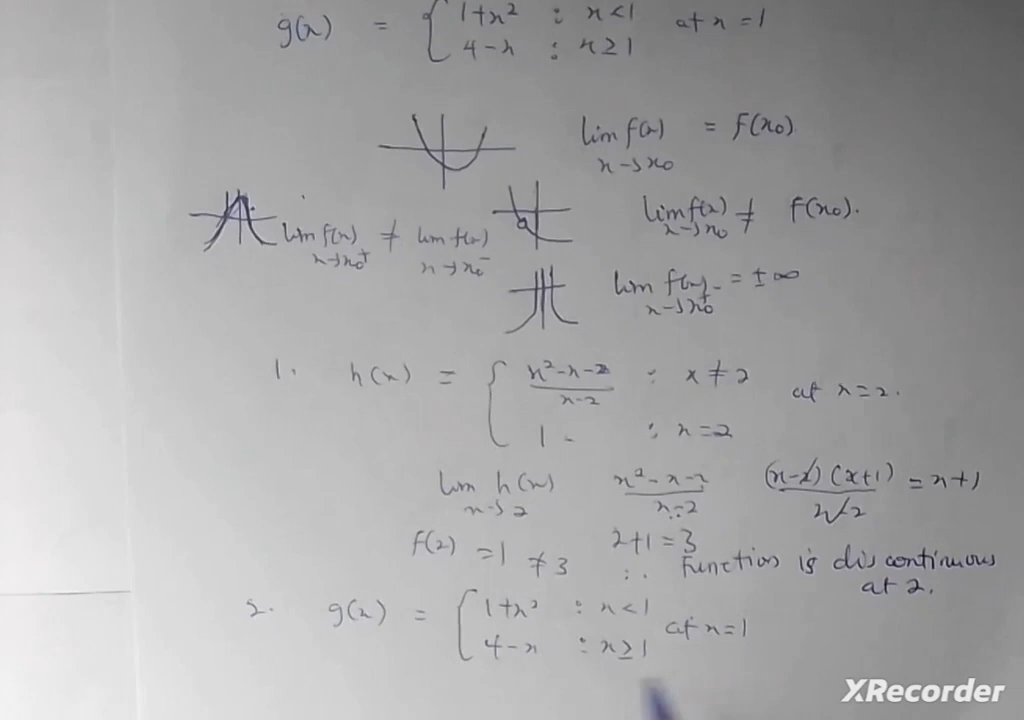 g(x) = { 1+x² : x<1
4-x : x≥1 at x=1
lim f(x) = f(x₀)
x→x₀
lim f(x) ≠ lim f(x)
x→x₀⁺ x→x₀⁻
lim f(x) ≠ f(x₀).
x→x₀
lim f(x) = ±∞
x→x₀⁺
1. h(x) = { x²-x-2 / x-2 : x≠2
1 : x=2 at x=2.
lim h(x) x²-x-2 / x-2 (x-2)(x+1) / x-2 = x+1
x→2
f(2) = 1 ≠ 3 2+1=3
∴ Function is discontinuous
at 2.
2. g(x) = { 1+x² : x<1
4-x : x≥1 at x=1
XRecorder